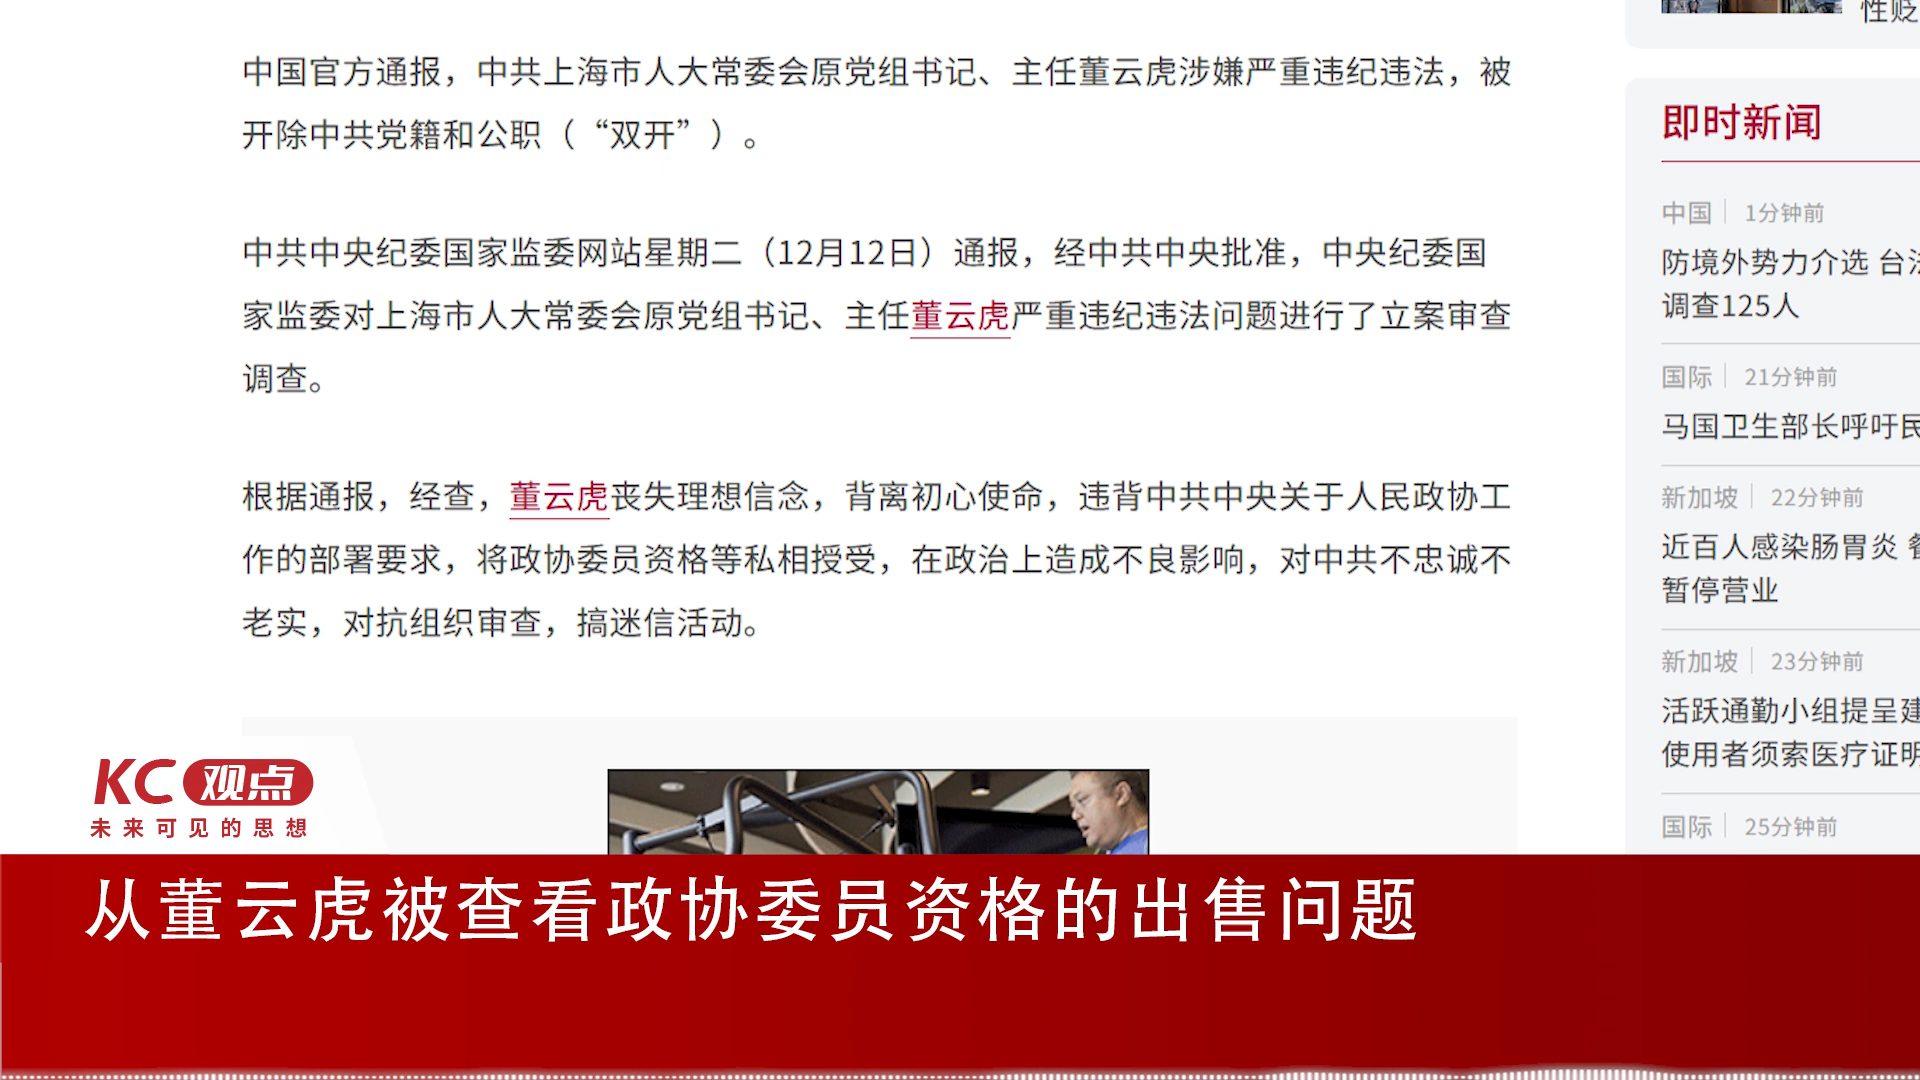 中国官方通报，中共上海市人大常委会原党组书记、主任董云虎涉嫌严重违纪违法，被
开除中共党籍和公职（“双开”）。
中共中央纪委国家监委网站星期二（12月12日）通报，经中共中央批准，中央纪委国
家监委对上海市人大常委会原党组书记、主任董云虎严重违纪违法问题进行了立案审查
调查。
根据通报，经查，董云虎丧失理想信念，背离初心使命，违背中共中央关于人民政协工
作的部署要求，将政协委员资格等私相授受，在政治上造成不良影响，对中共不忠诚不
老实，对抗组织审查，搞迷信活动。
性贬
即时新闻
中国 1分钟前
防境外势力介选 台法
调查125人
国际 21分钟前
马国卫生部长呼吁民
新加坡 22分钟前
近百人感染肠胃炎 餐
暂停营业
新加坡 23分钟前
活跃通勤小组提呈建
使用者须索医疗证明
国际 25分钟前
KC 观点
未来可见的思想
从董云虎被查看政协委员资格的出售问题